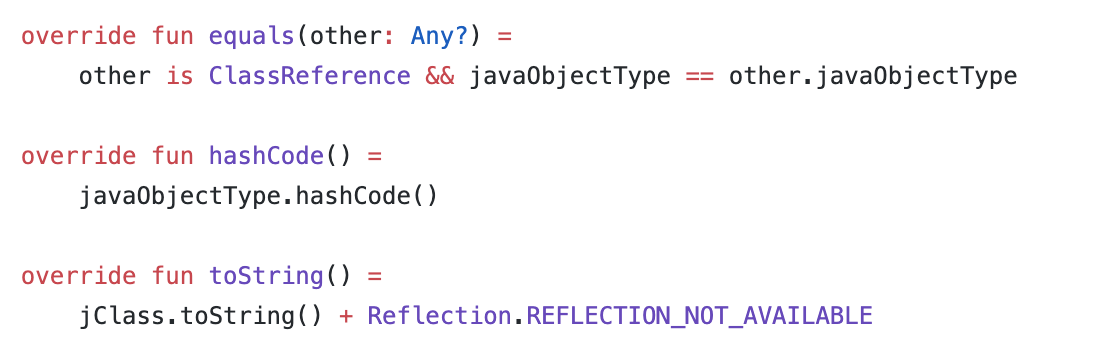 override fun equals(other: Any?) =
    other is ClassReference && javaObjectType == other.javaObjectType

override fun hashCode() =
    javaObjectType.hashCode()

override fun toString() =
    jClass.toString() + Reflection.REFLECTION_NOT_AVAILABLE